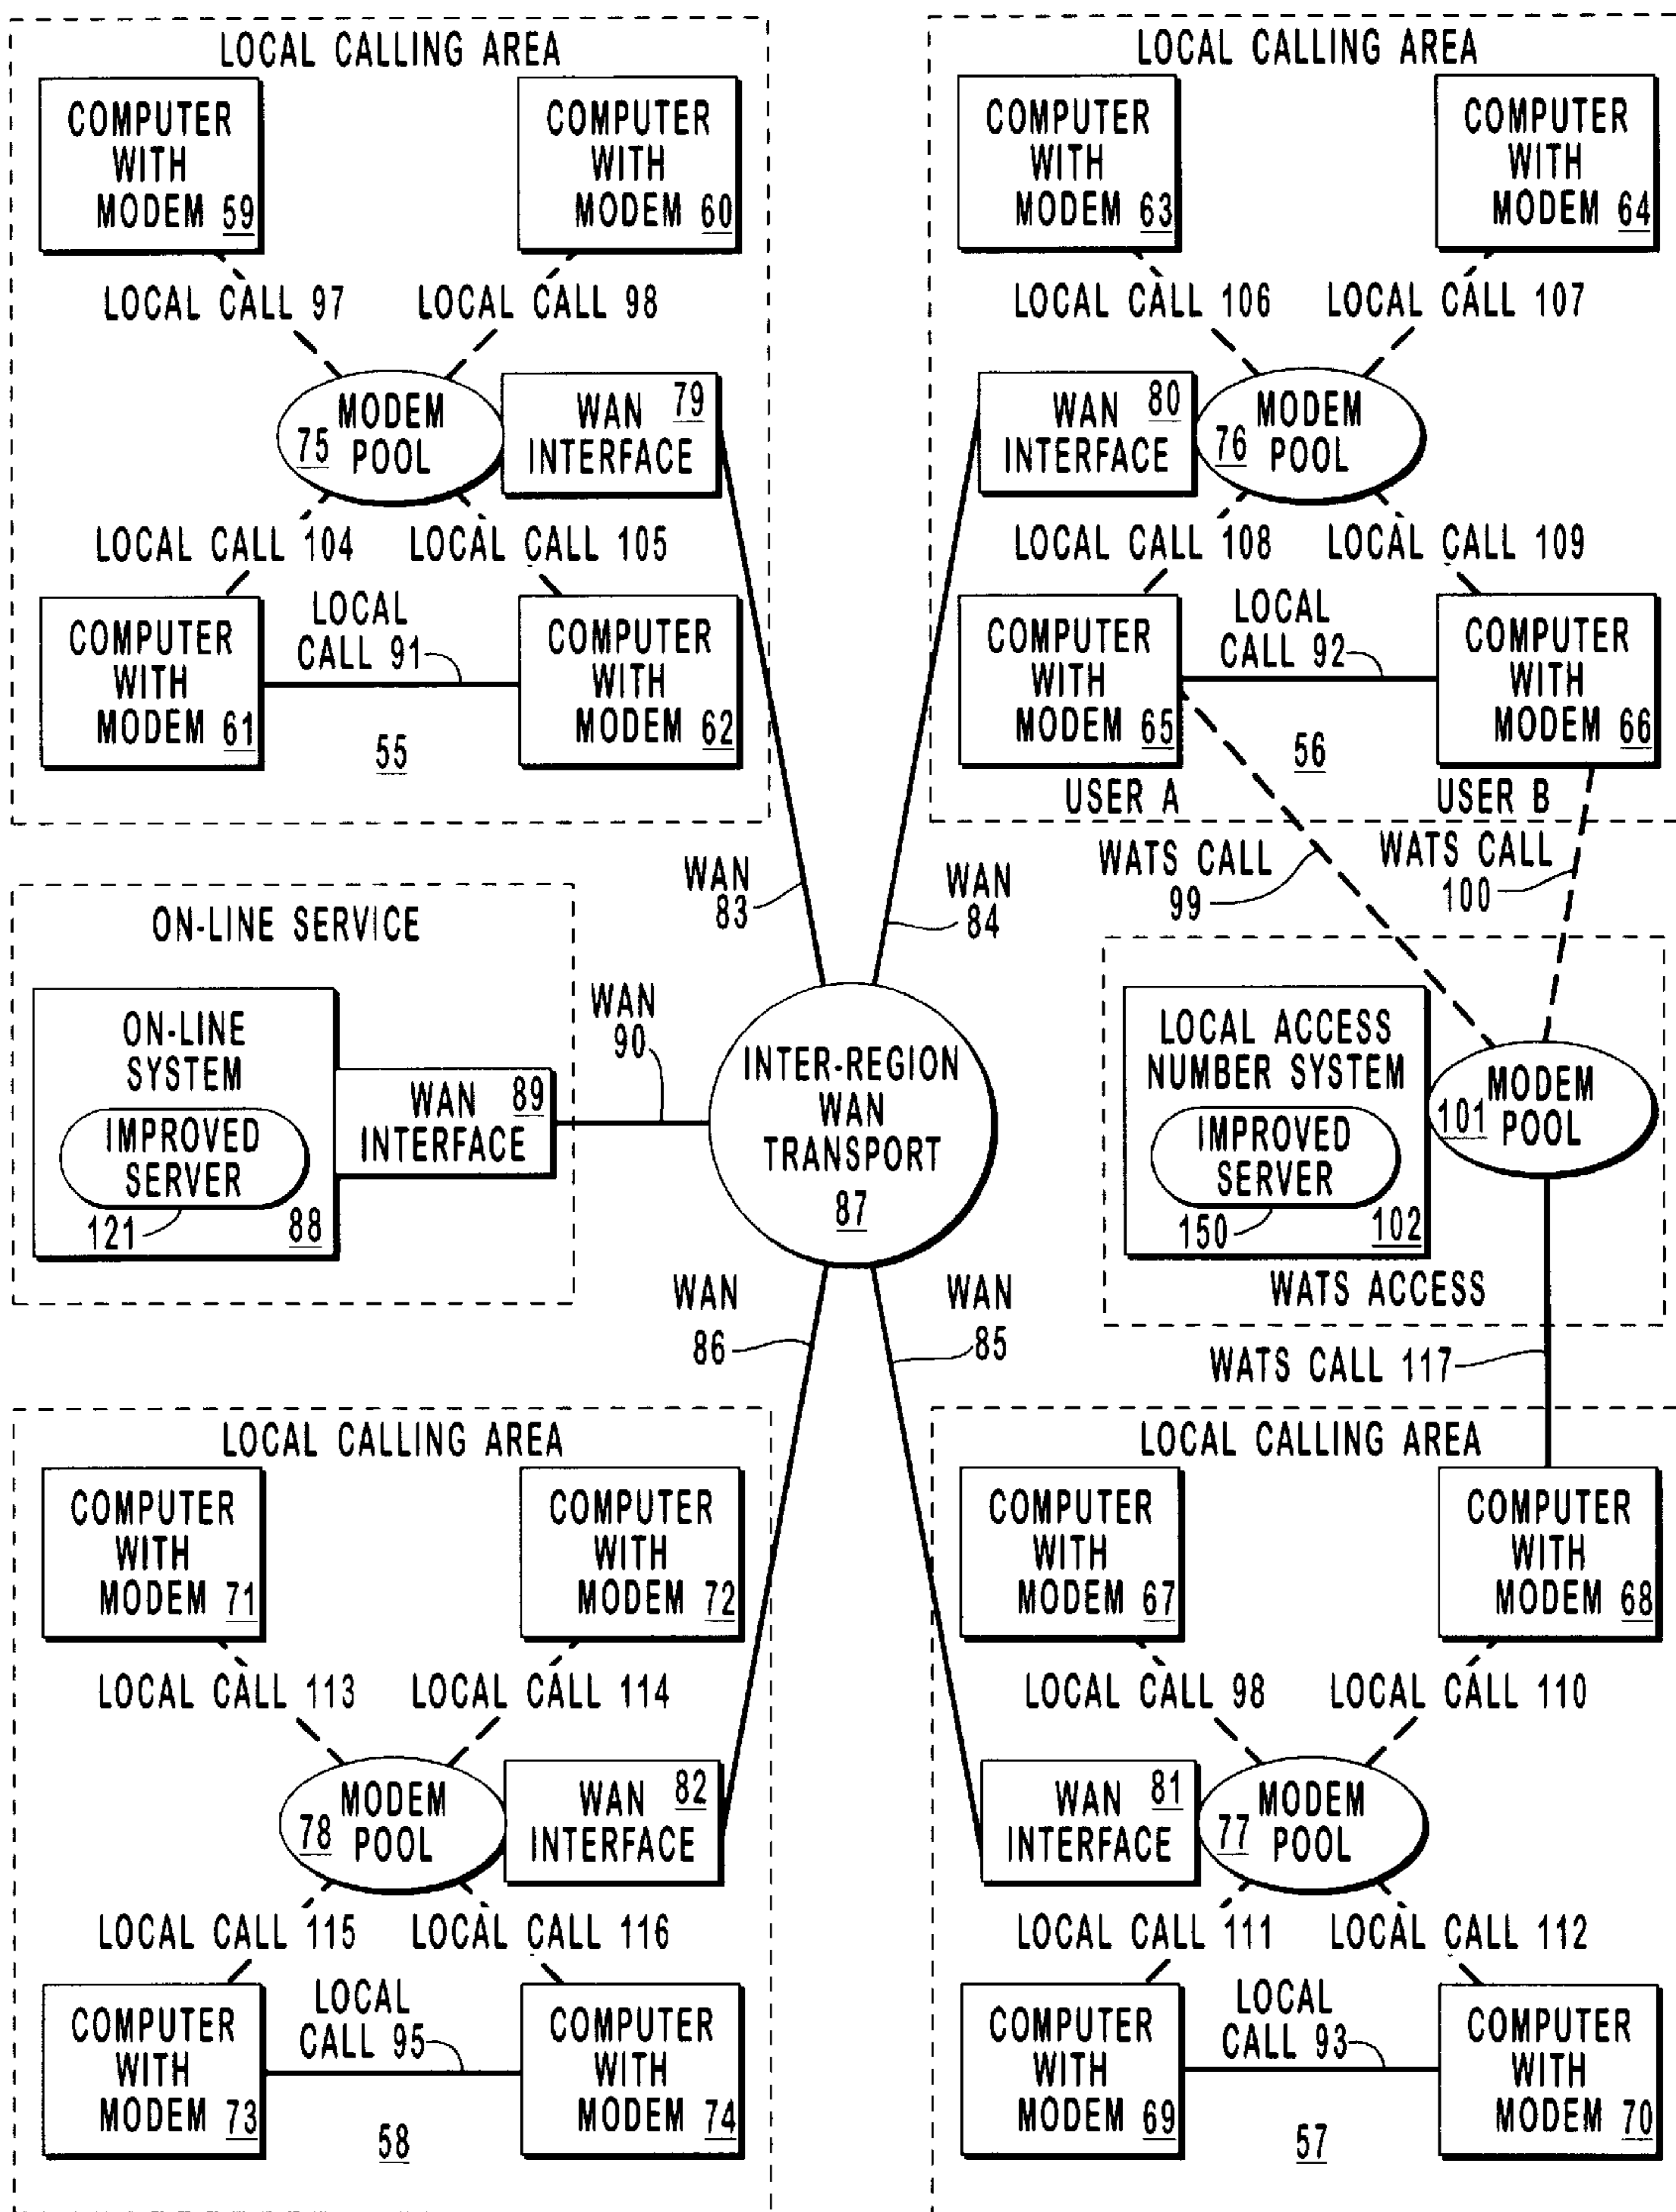 LOCAL CALLING AREA
COMPUTER
WITH
MODEM 59
COMPUTER
WITH
MODEM 60
LOCAL CALL 97
LOCAL CALL 98
MODEM
75 POOL
WAN 79
INTERFACE
LOCAL CALL 104
LOCAL CALL 105
COMPUTER
WITH
MODEM 61
LOCAL
CALL 91
COMPUTER
WITH
MODEM 62
55
LOCAL CALLING AREA
COMPUTER
WITH
MODEM 63
COMPUTER
WITH
MODEM 64
LOCAL CALL 106
LOCAL CALL 107
WAN 80
INTERFACE
MODEM
76 POOL
LOCAL CALL 108
LOCAL CALL 109
COMPUTER
WITH
MODEM 65
LOCAL
CALL 92
COMPUTER
WITH
MODEM 66
56
USER A
USER B
WATS CALL
99
WATS CALL
100
WAN
83
WAN
84
ON-LINE SERVICE
ON-LINE
SYSTEM
IMPROVED
SERVER
121
88
WAN 89
INTERFACE
WAN
90
INTER-REGION
WAN
TRANSPORT
87
LOCAL ACCESS
NUMBER SYSTEM
IMPROVED
SERVER
150
102
MODEM
101 POOL
WATS ACCESS
WATS CALL 117
WAN
86
WAN
85
LOCAL CALLING AREA
COMPUTER
WITH
MODEM 71
COMPUTER
WITH
MODEM 72
LOCAL CALL 113
LOCAL CALL 114
MODEM
78 POOL
WAN 82
INTERFACE
LOCAL CALL 115
LOCAL CALL 116
COMPUTER
WITH
MODEM 73
LOCAL
CALL 95
COMPUTER
WITH
MODEM 74
58
LOCAL CALLING AREA
COMPUTER
WITH
MODEM 67
COMPUTER
WITH
MODEM 68
LOCAL CALL 98
LOCAL CALL 110
WAN 81
INTERFACE
MODEM
77 POOL
LOCAL CALL 111
LOCAL CALL 112
COMPUTER
WITH
MODEM 69
LOCAL
CALL 93
COMPUTER
WITH
MODEM 70
57